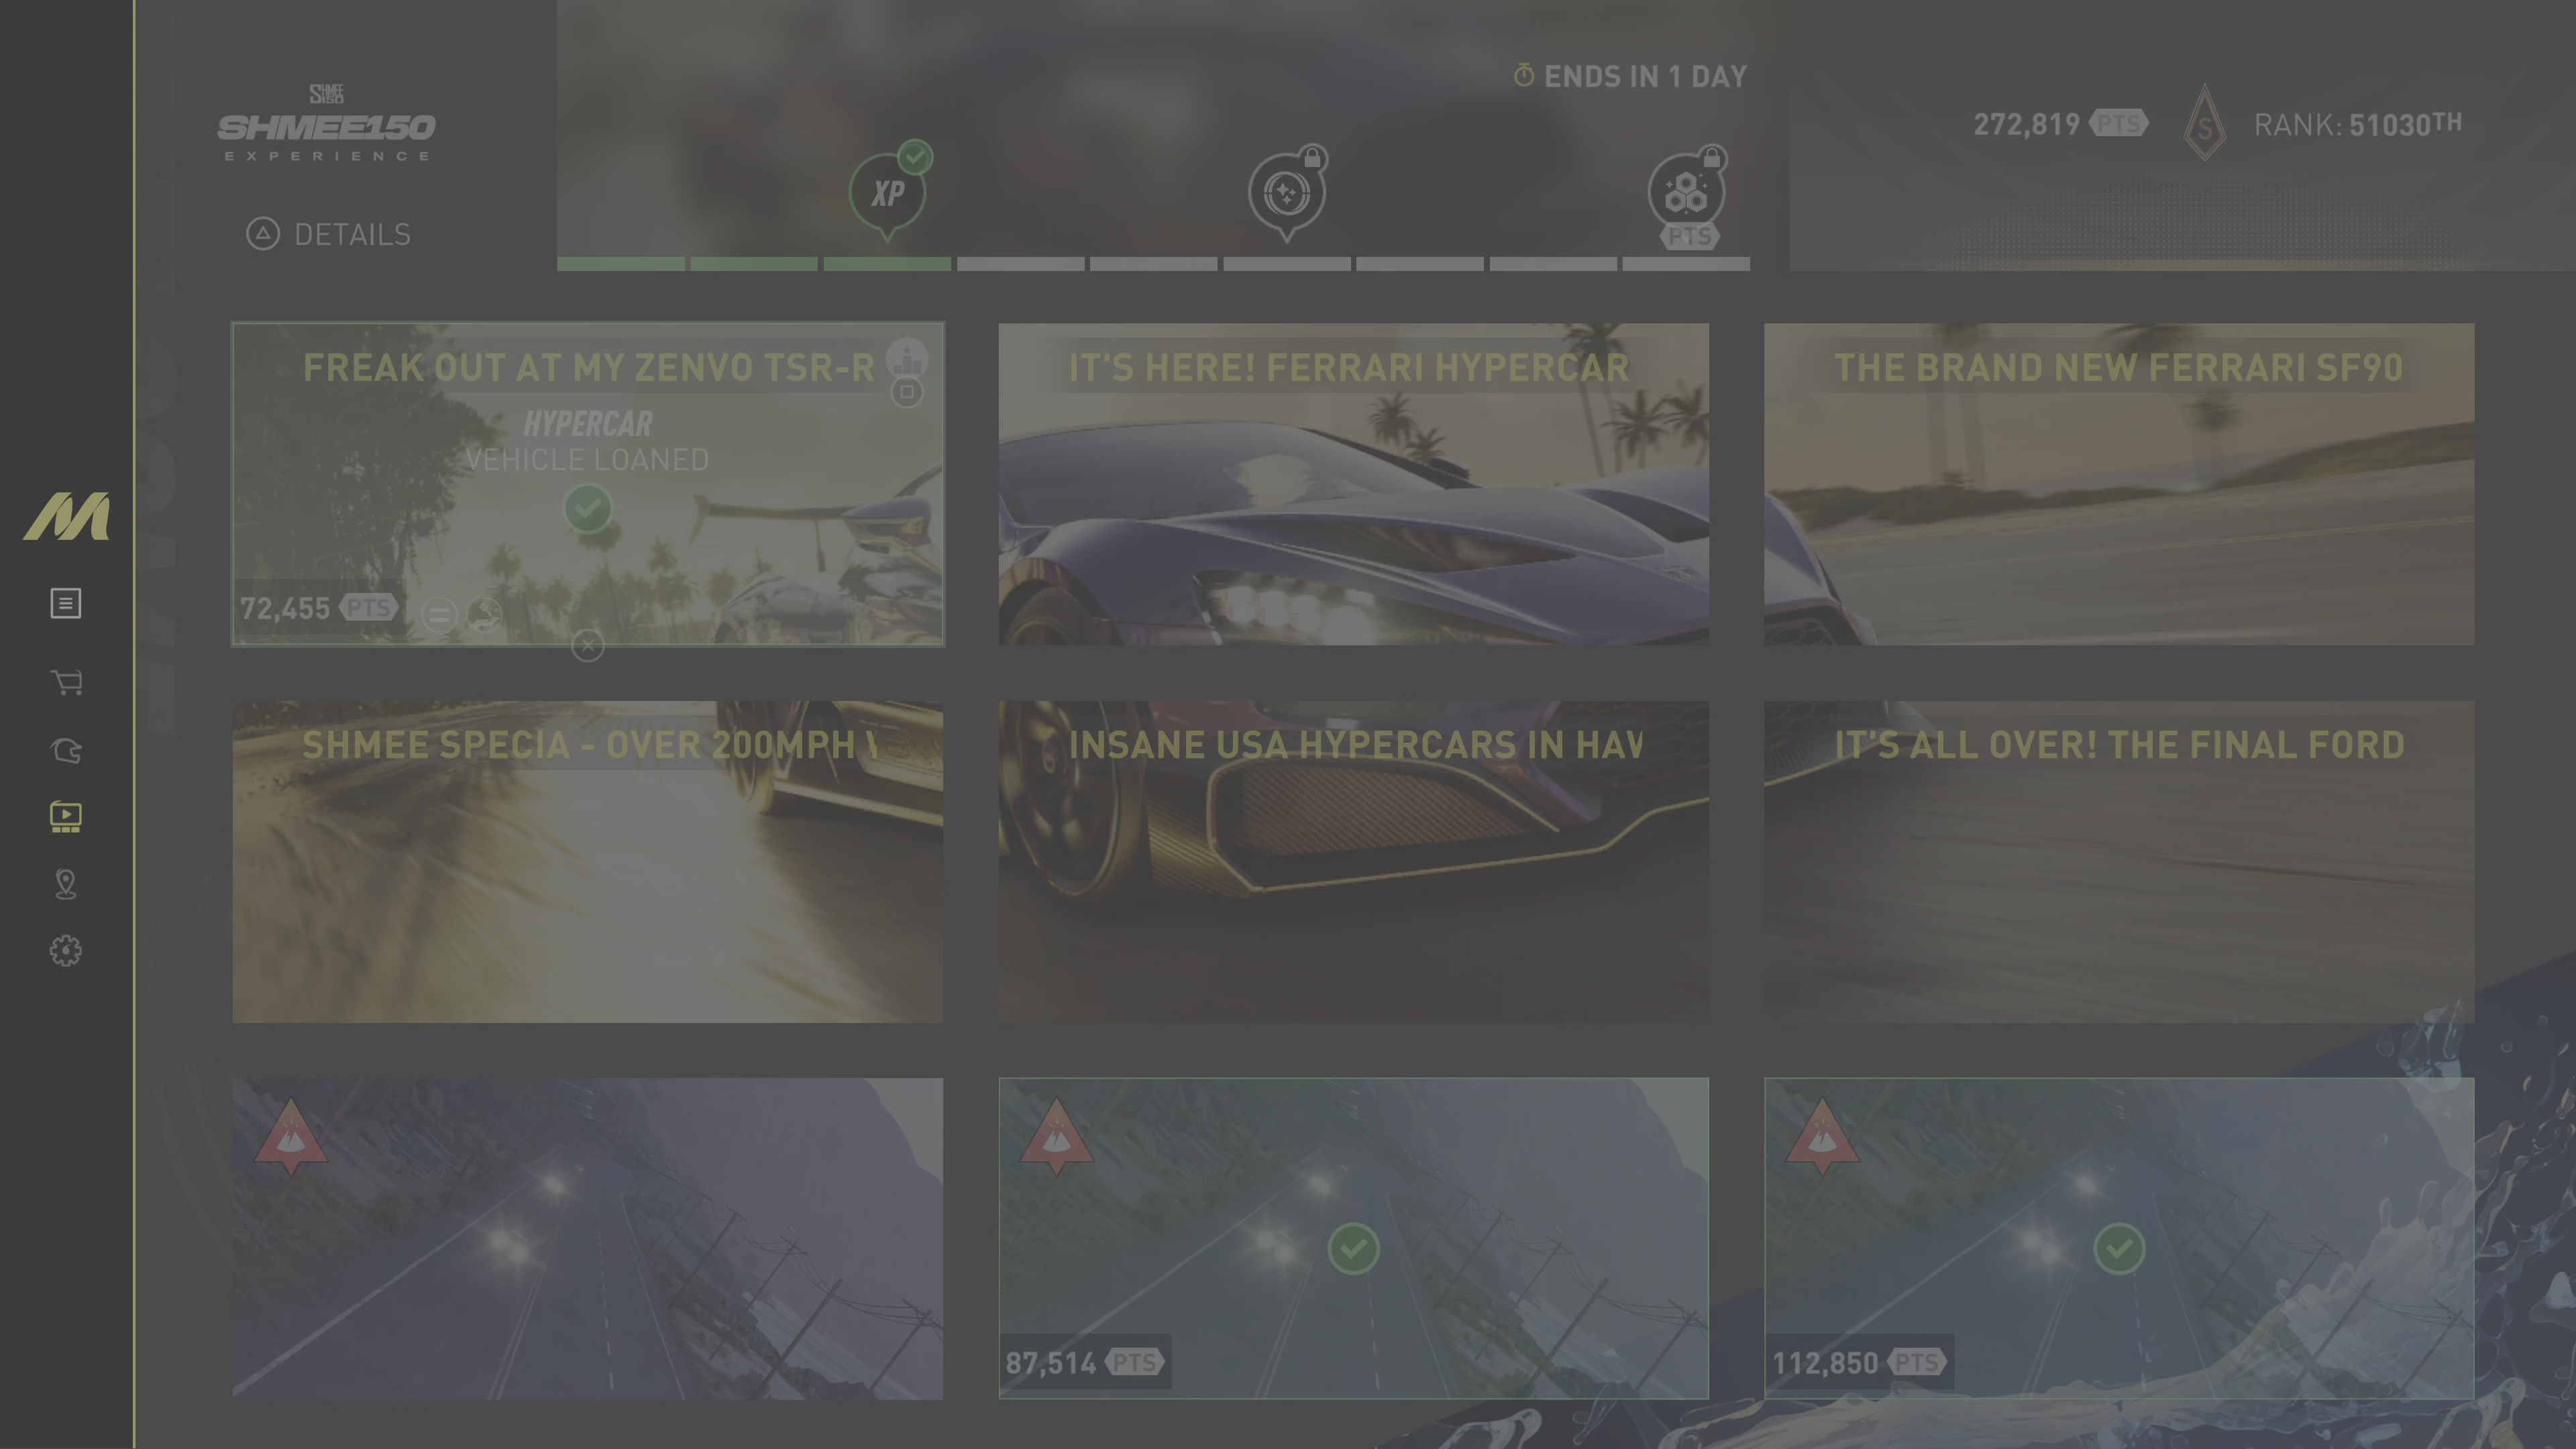 SHMEE
150
SHMEE150
EXPERIENCE
DETAILS
ENDS IN 1 DAY
XP
PTS
272,819 PTS
S
RANK: 51030TH
FREAK OUT AT MY ZENVO TSR-R
HYPERCAR
VEHICLE LOANED
72,455 PTS
IT'S HERE! FERRARI HYPERCAR
THE BRAND NEW FERRARI SF90
SHMEE SPECIA - OVER 200MPH
INSANE USA HYPERCARS IN HAV
IT'S ALL OVER! THE FINAL FORD
87,514 PTS
112,850 PTS